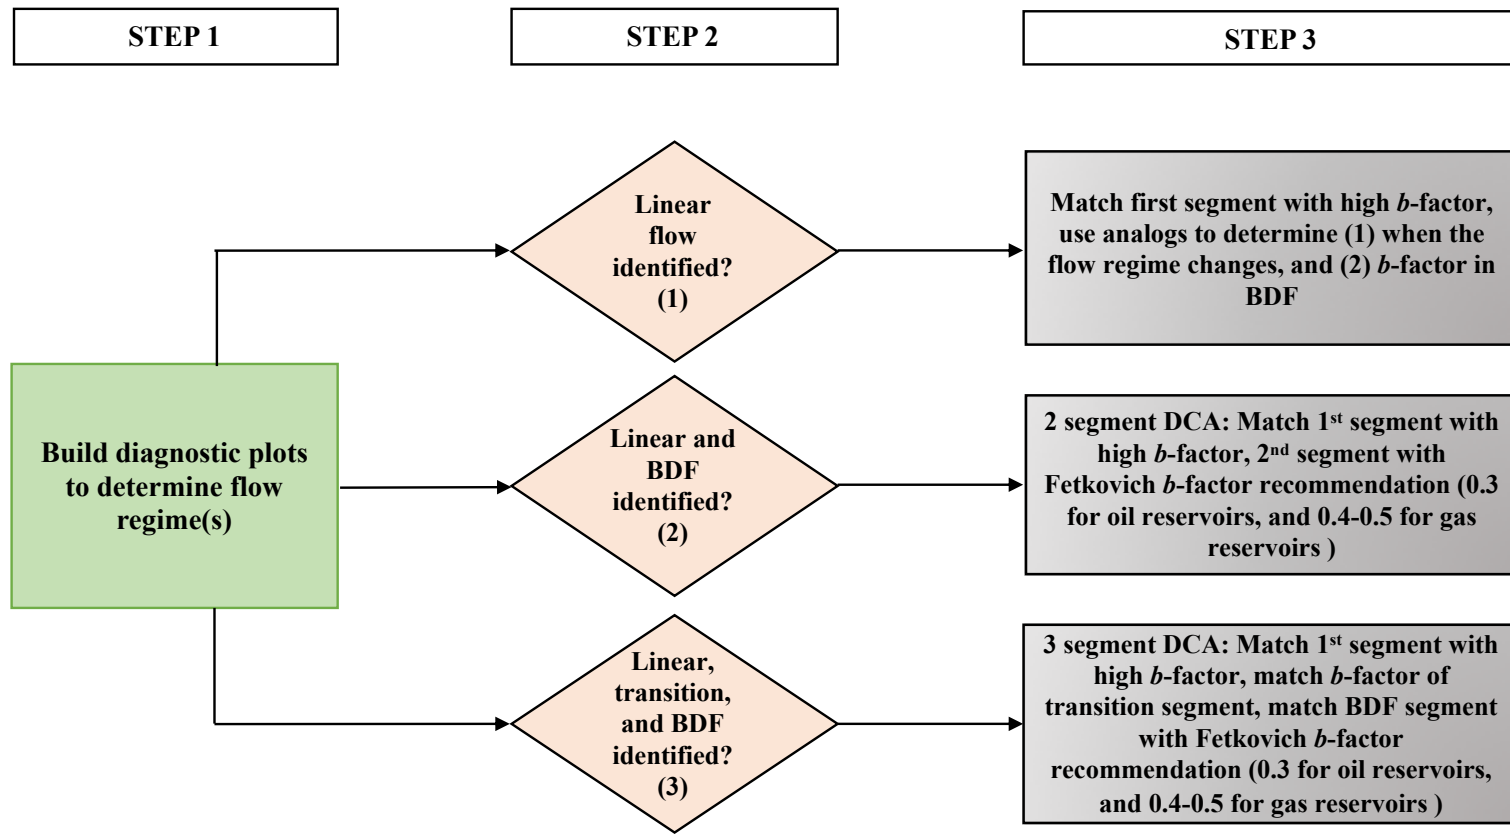 STEP 1
STEP 2
STEP 3
Build diagnostic plots
to determine flow
regime(s)
Linear
flow
identified?
(1)
Match first segment with high b-factor,
use analogs to determine (1) when the
flow regime changes, and (2) b-factor in
BDF
Linear and
BDF
identified?
(2)
2 segment DCA: Match 1st segment with
high b-factor, 2nd segment with
Fetkovich b-factor recommendation (0.3
for oil reservoirs, and 0.4-0.5 for gas
reservoirs )
Linear,
transition,
and BDF
identified?
(3)
3 segment DCA: Match 1st segment with
high b-factor, match b-factor of
transition segment, match BDF segment
with Fetkovich b-factor
recommendation (0.3 for oil reservoirs,
and 0.4-0.5 for gas reservoirs )